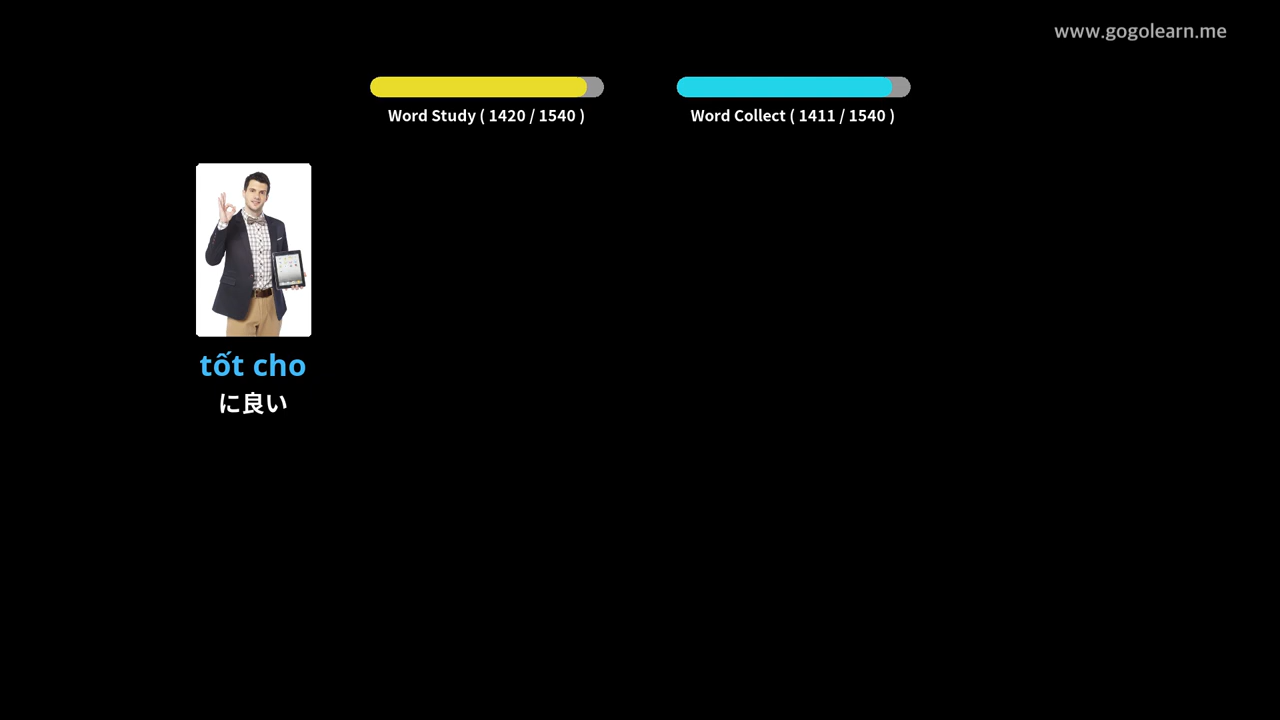 www.gogolearn.me
Word Study ( 1420 / 1540 )
Word Collect ( 1411 / 1540 )
tốt cho
に良い